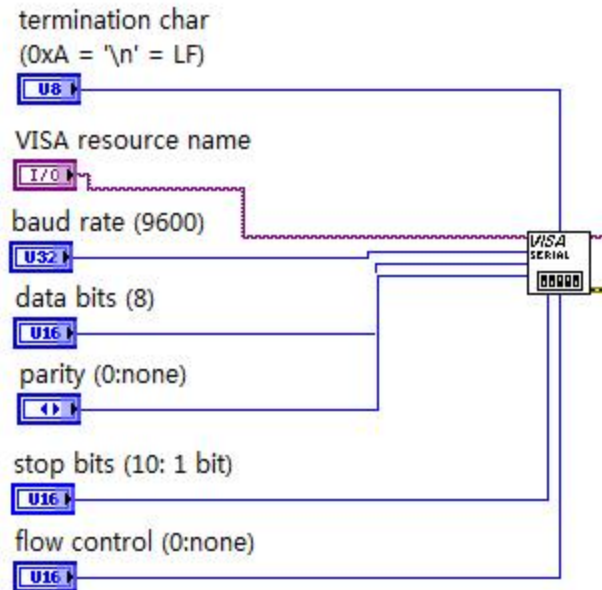 termination char
(0xA = '\n' = LF)
U8
VISA resource name
I/O
baud rate (9600)
U32
VISA
SERIAL
data bits (8)
U16
parity (0:none)
stop bits (10: 1 bit)
U16
flow control (0:none)
U16